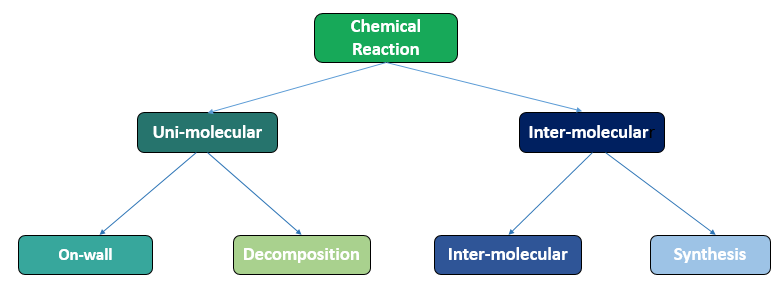 Chemical
Reaction
Uni-molecular
Inter-molecular
On-wall
Decomposition
Inter-molecular
Synthesis